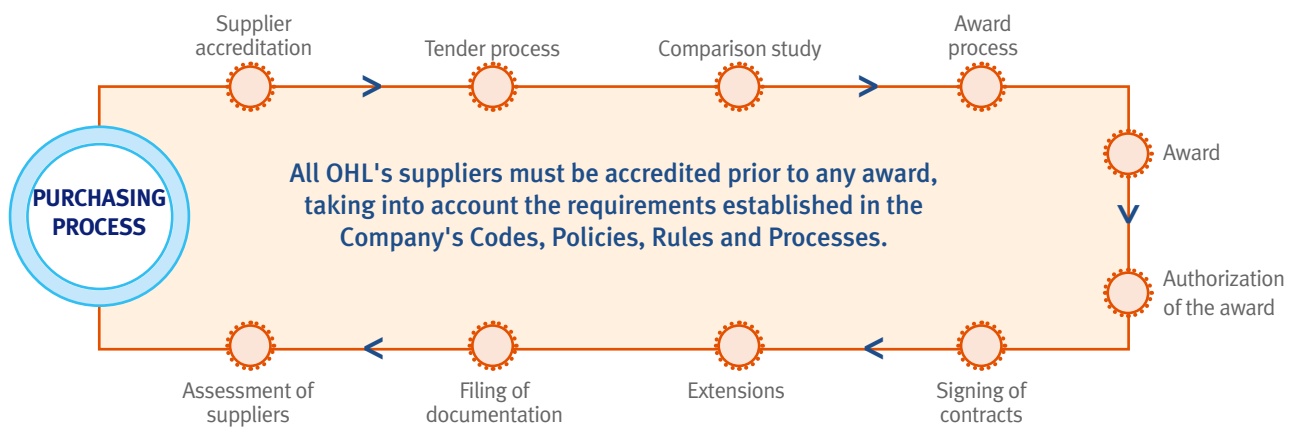 Supplier
accreditation
Tender process
Comparison study
Award
process
Award
Authorization
of the award
PURCHASING
PROCESS
All OHL's suppliers must be accredited prior to any award,
taking into account the requirements established in the
Company's Codes, Policies, Rules and Processes.
Assessment of
suppliers
Filing of
documentation
Extensions
Signing of
contracts